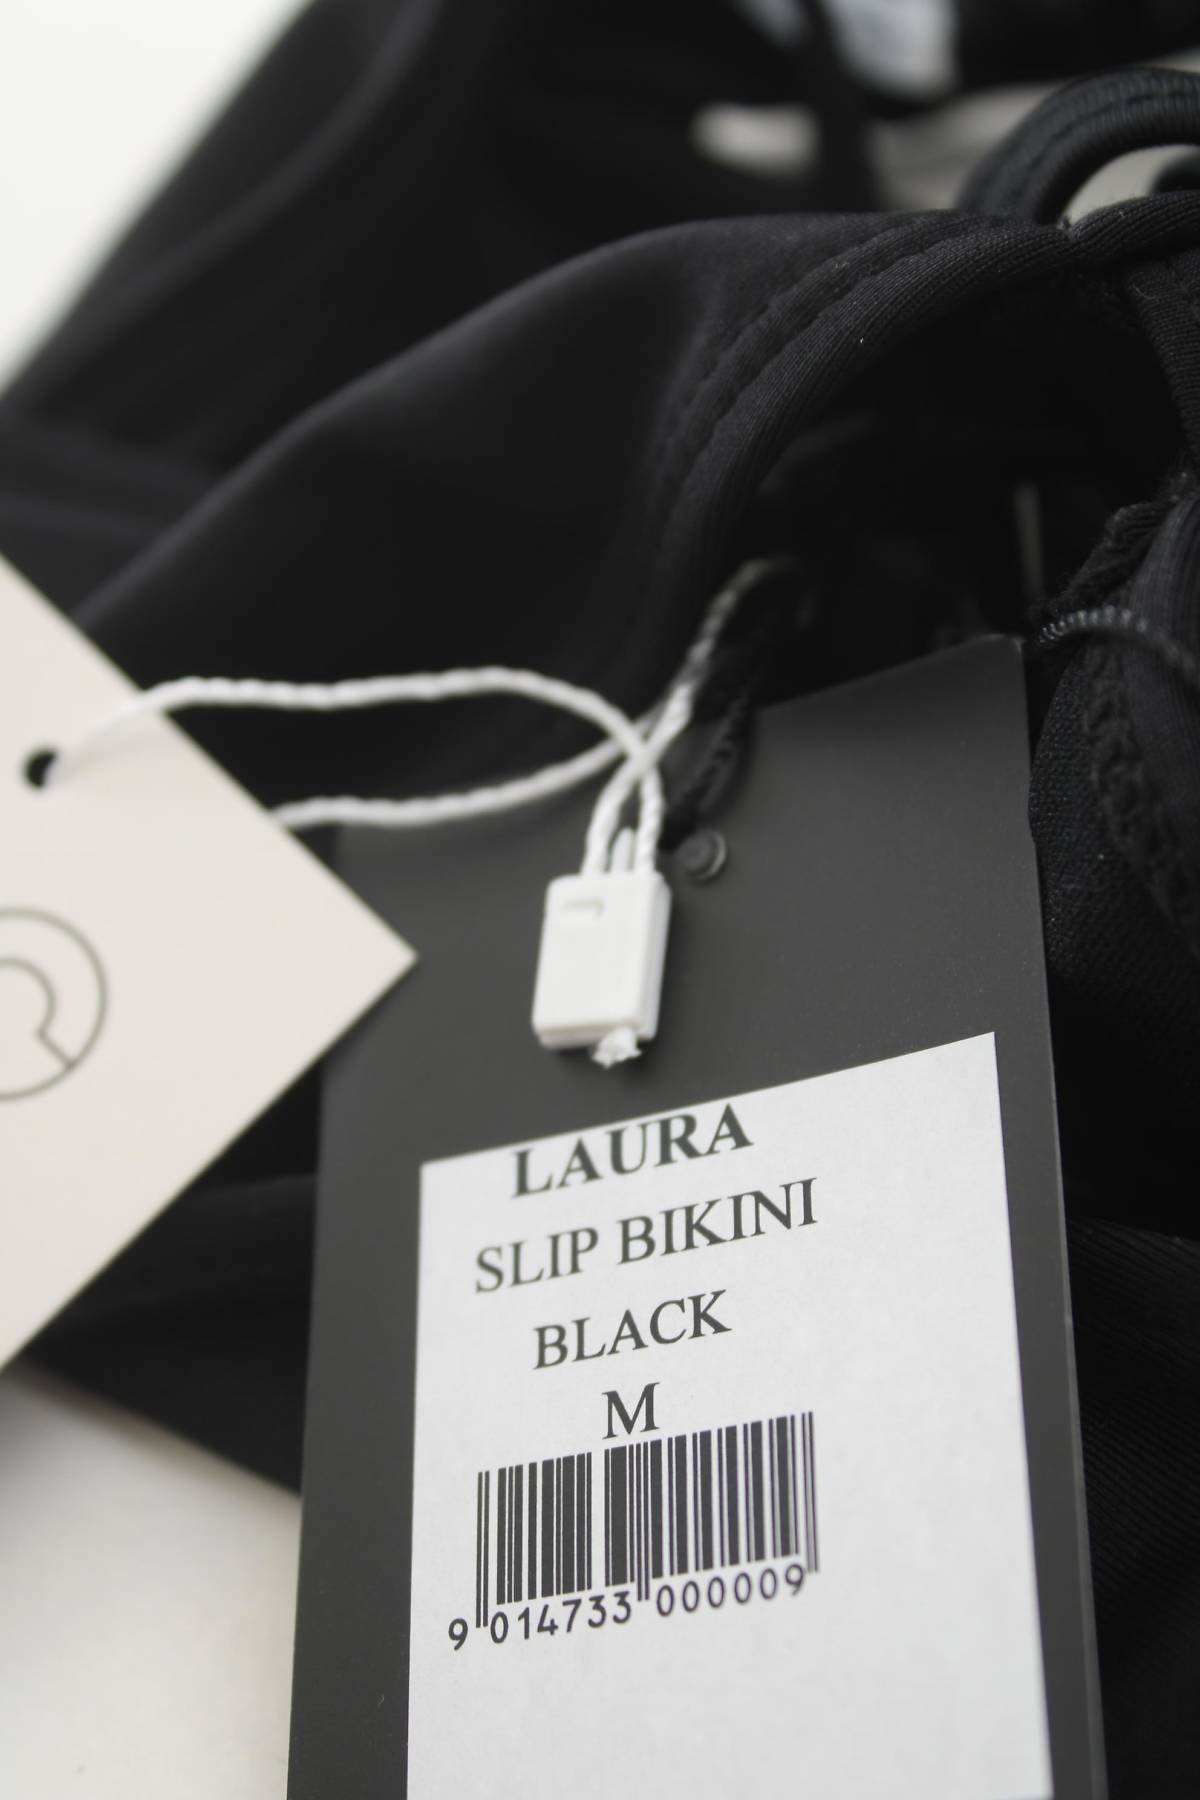 LAURA
SLIP BIKINI
BLACK
M
9 014733 000009